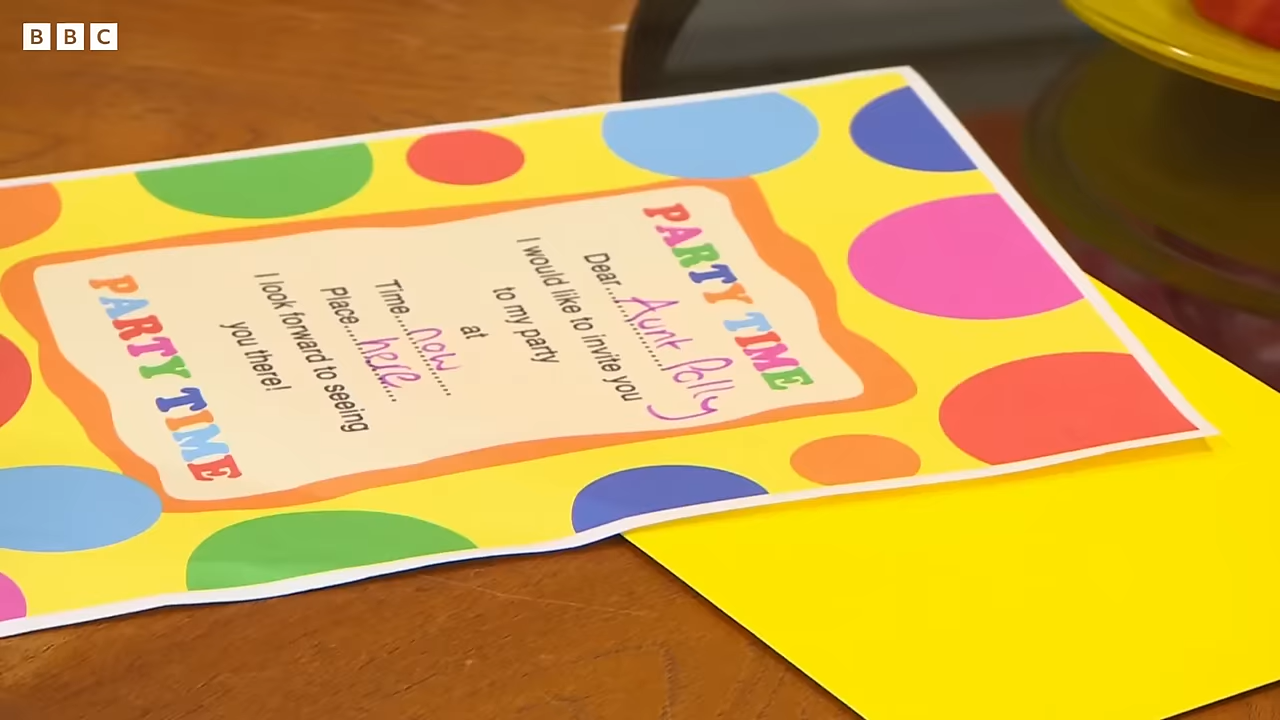 BBC
PARTY TIME
Dear.... Aunt Polly
I would like to invite you
to my party
at
Time.... now
Place.... here
I look forward to seeing
you there!
PARTY TIME